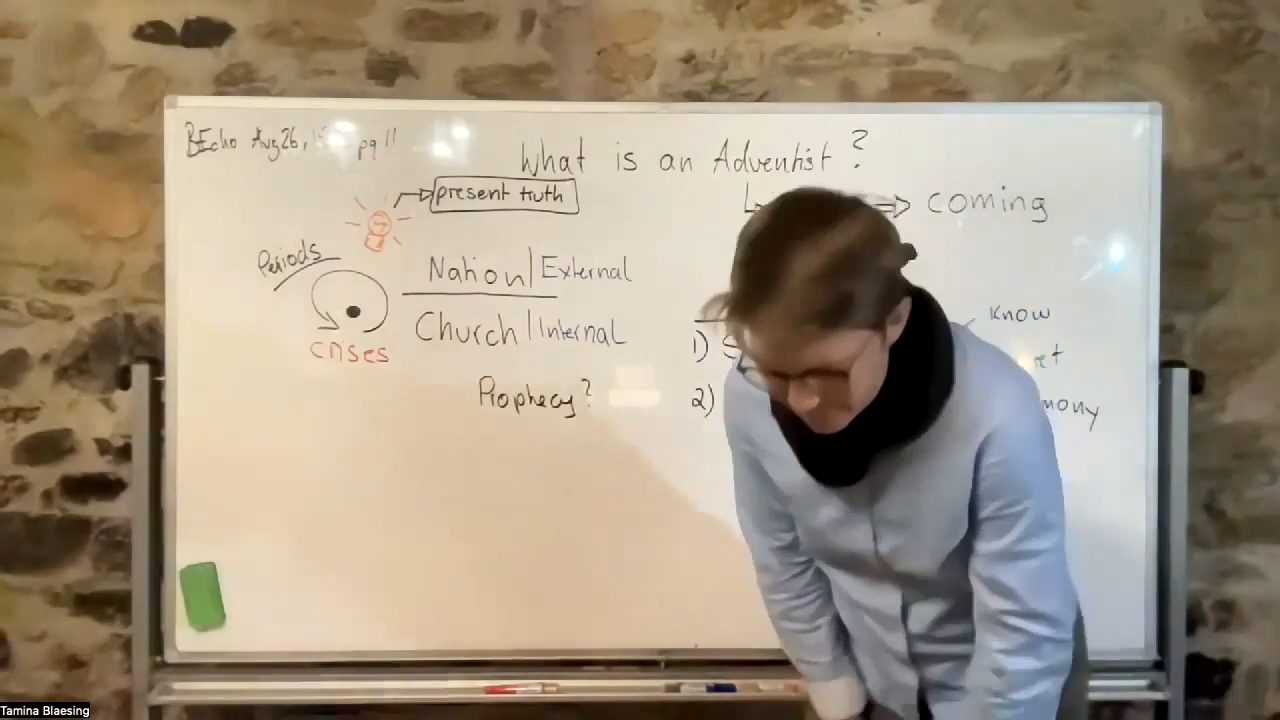 BEcho Aug 26, pg 11
What is an Adventist?
present truth
coming
Periods
Nation/External
Know
Church/Internal
1) S
crises
Prophecy?
2)
Tamina Blaesing